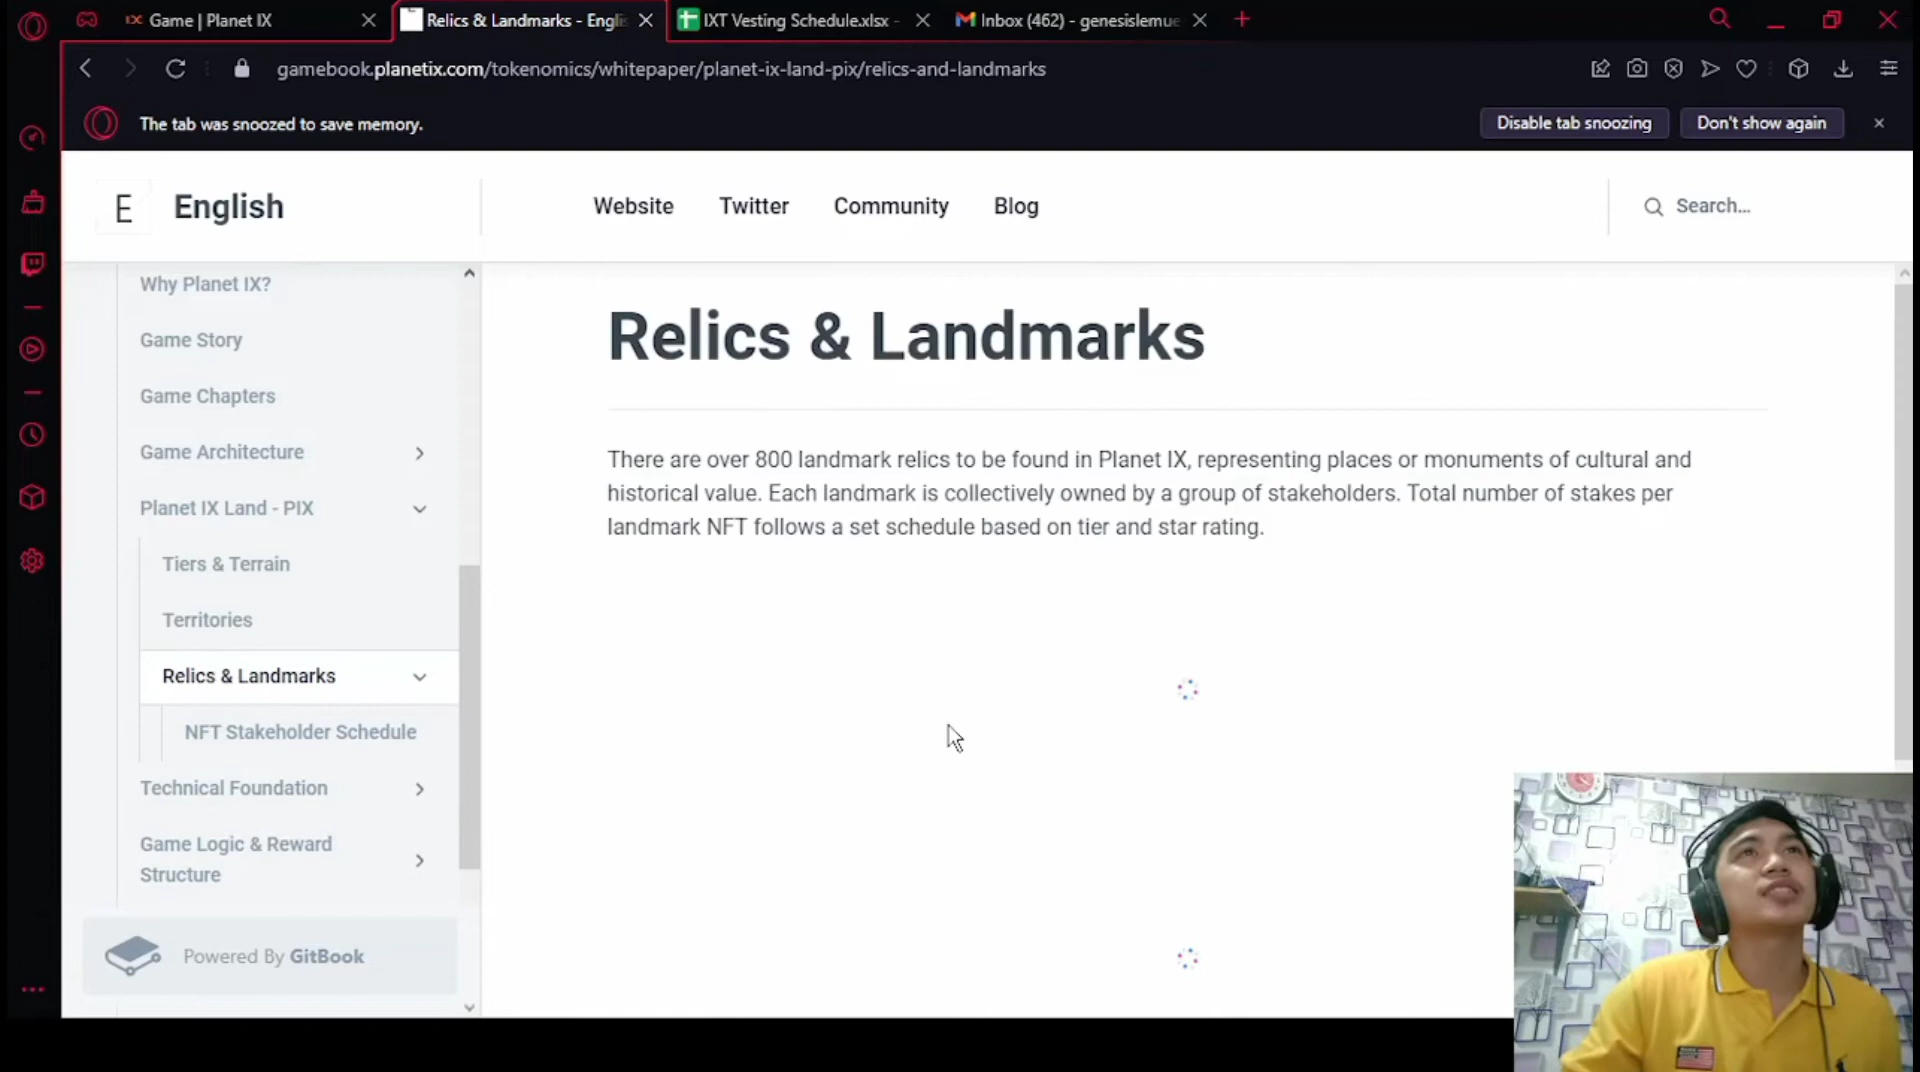 Game | Planet IX
Relics & Landmarks - Engli
IXT Vesting Schedule.xlsx -
Inbox (462) - genesislemue
gamebook.planetix.com/tokenomics/whitepaper/planet-ix-land-pix/relics-and-landmarks
The tab was snoozed to save memory.
Disable tab snoozing
Don't show again
E
English
Website
Twitter
Community
Blog
Search...
Why Planet IX?
Game Story
Game Chapters
Game Architecture
Planet IX Land - PIX
Tiers & Terrain
Territories
Relics & Landmarks
NFT Stakeholder Schedule
Technical Foundation
Game Logic & Reward
Structure
Powered By GitBook
Relics & Landmarks
There are over 800 landmark relics to be found in Planet IX, representing places or monuments of cultural and
historical value. Each landmark is collectively owned by a group of stakeholders. Total number of stakes per
landmark NFT follows a set schedule based on tier and star rating.